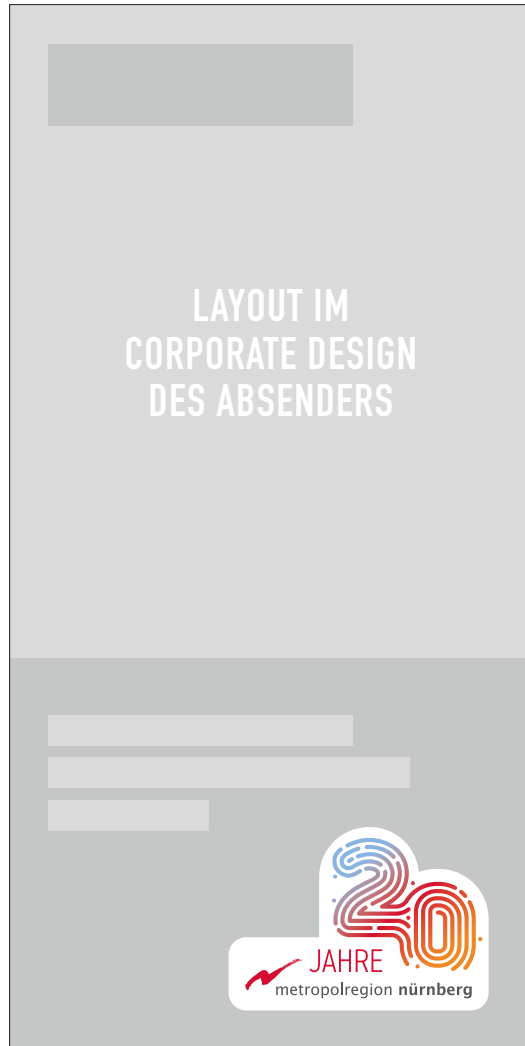 LAYOUT IM
CORPORATE DESIGN
DES ABSENDERS
20
JAHRE
metropolregion nürnberg